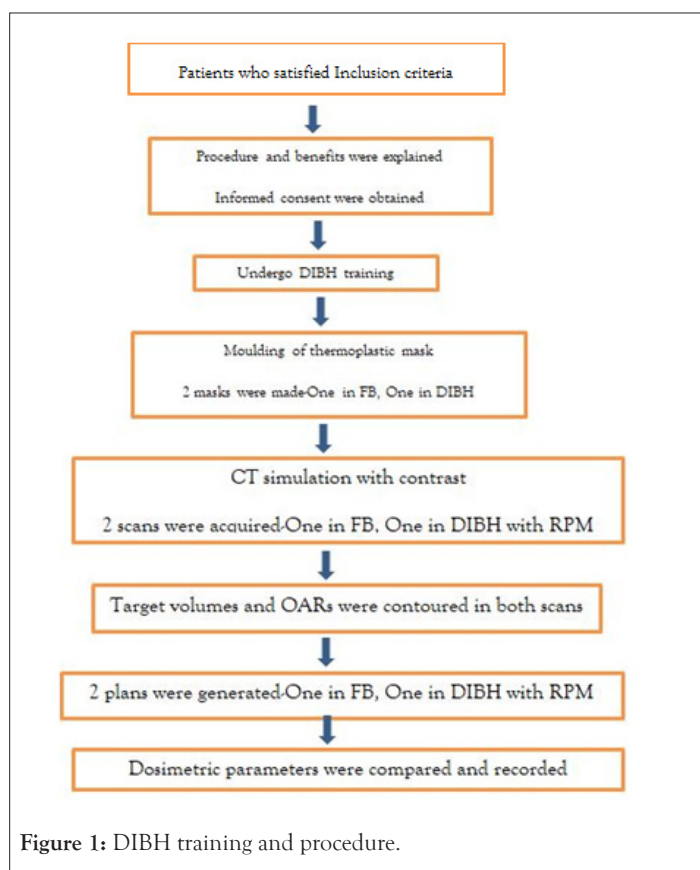 Patients who satisfied Inclusion criteria
Procedure and benefits were explained
Informed consent were obtained
Undergo DIBH training
Moulding of thermoplastic mask
2 masks were made-One in FB, One in DIBH
CT simulation with contrast
2 scans were acquired-One in FB, One in DIBH with RPM
Target volumes and OARs were contoured in both scans
2 plans were generated-One in FB, One in DIBH with RPM
Dosimetric parameters were compared and recorded
Figure 1: DIBH training and procedure.